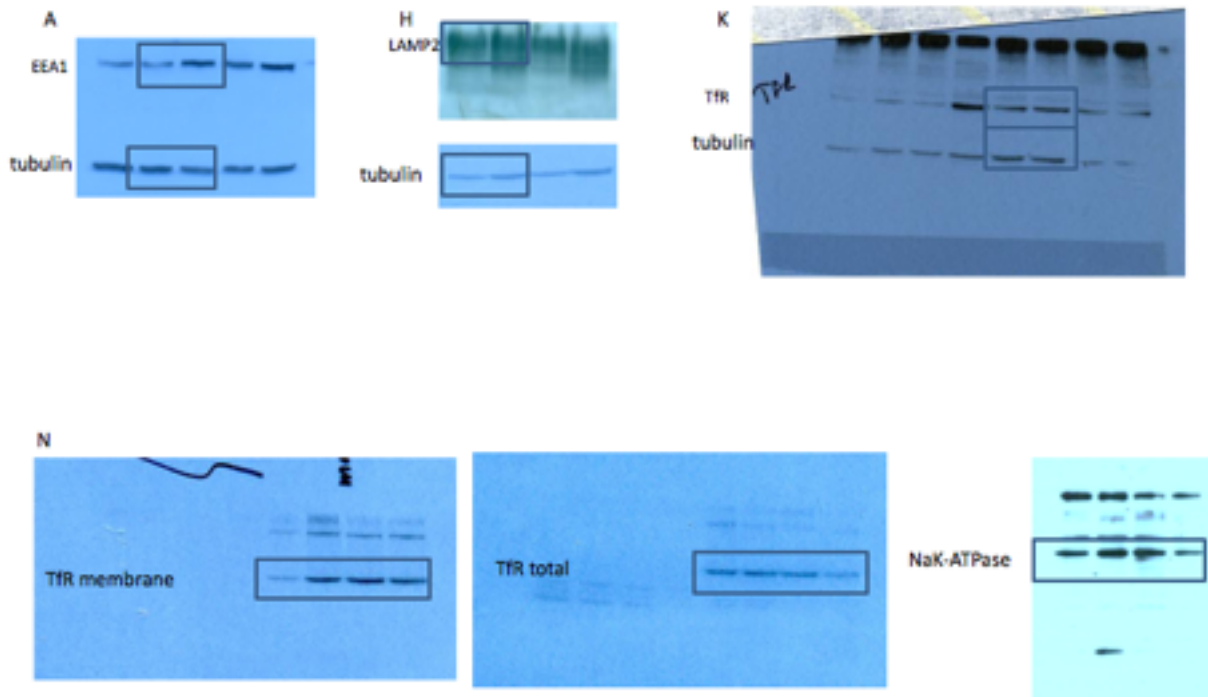 A
EEA1
tubulin
H
LAMP2
tubulin
K
TfR
TfR
tubulin
N
TfR membrane
TfR total
NaK-ATPase